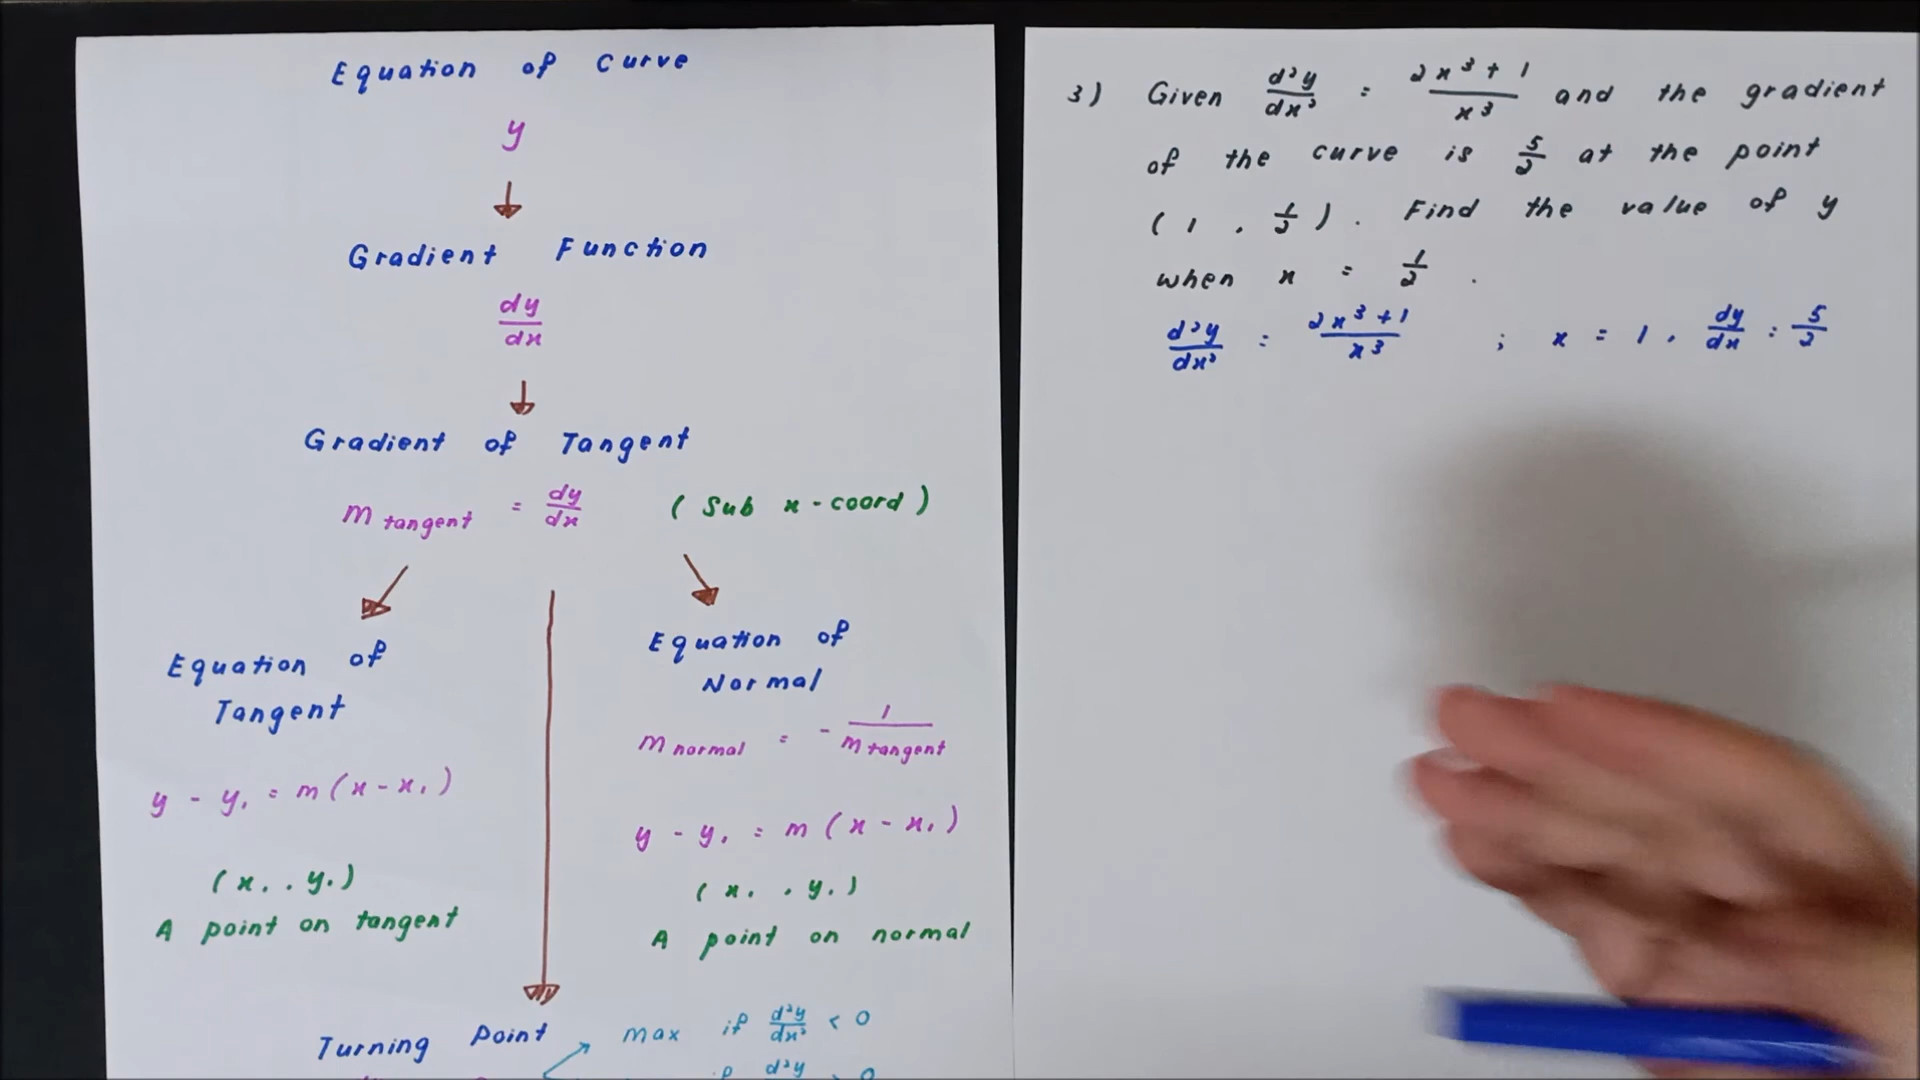 Equation of curve
y
Gradient Function
dy/dx
Gradient of Tangent
m tangent = dy/dx (Sub x-coord)
Equation of Tangent
y - y₁ = m(x - x₁)
(x₁, y₁)
A point on tangent
Equation of Normal
m normal = - 1/m tangent
y - y₁ = m(x - x₁)
(x₁, y₁)
A point on normal
Turning Point
max if d²y/dx² < 0
d²y
3) Given d²y/dx² = 2x³ + 1/x³ and the gradient
of the curve is 5/2 at the point
(1, 1/2). Find the value of y
when x = 1/2.
d²y/dx² = 2x³ + 1/x³ ; x = 1, dy/dx = 5/2